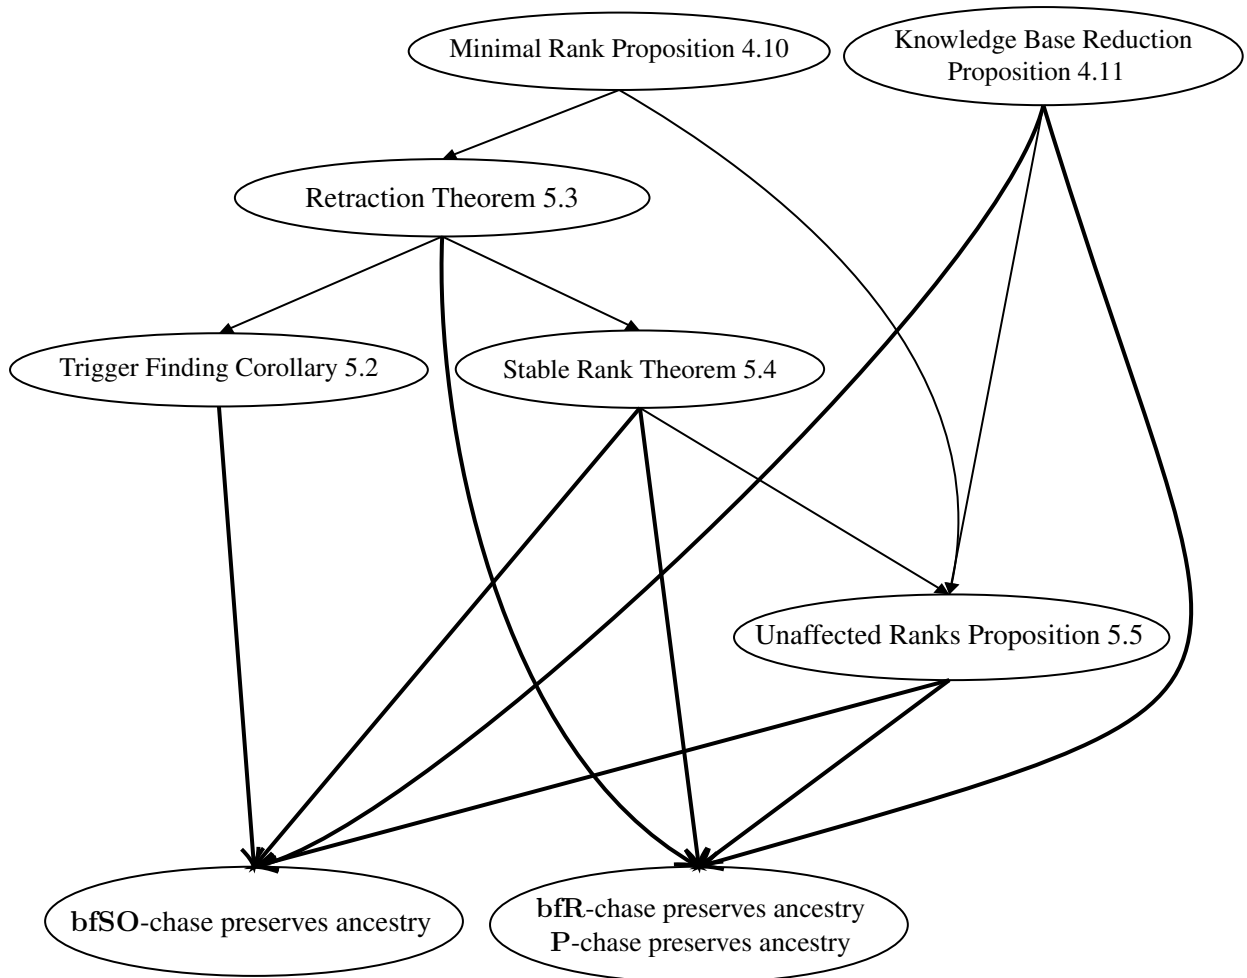 Minimal Rank Proposition 4.10
Knowledge Base Reduction
Proposition 4.11
Retraction Theorem 5.3
Trigger Finding Corollary 5.2
Stable Rank Theorem 5.4
Unaffected Ranks Proposition 5.5
bfSO-chase preserves ancestry
bfR-chase preserves ancestry
P-chase preserves ancestry